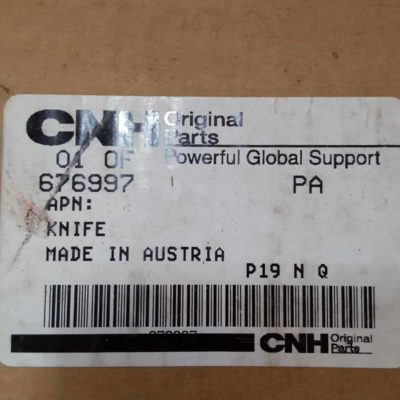 CNH Original
Parts
01 OF Powerful Global Support
676997 PA
APN:
KNIFE
MADE IN AUSTRIA
P19 N Q
CNH Original
Parts